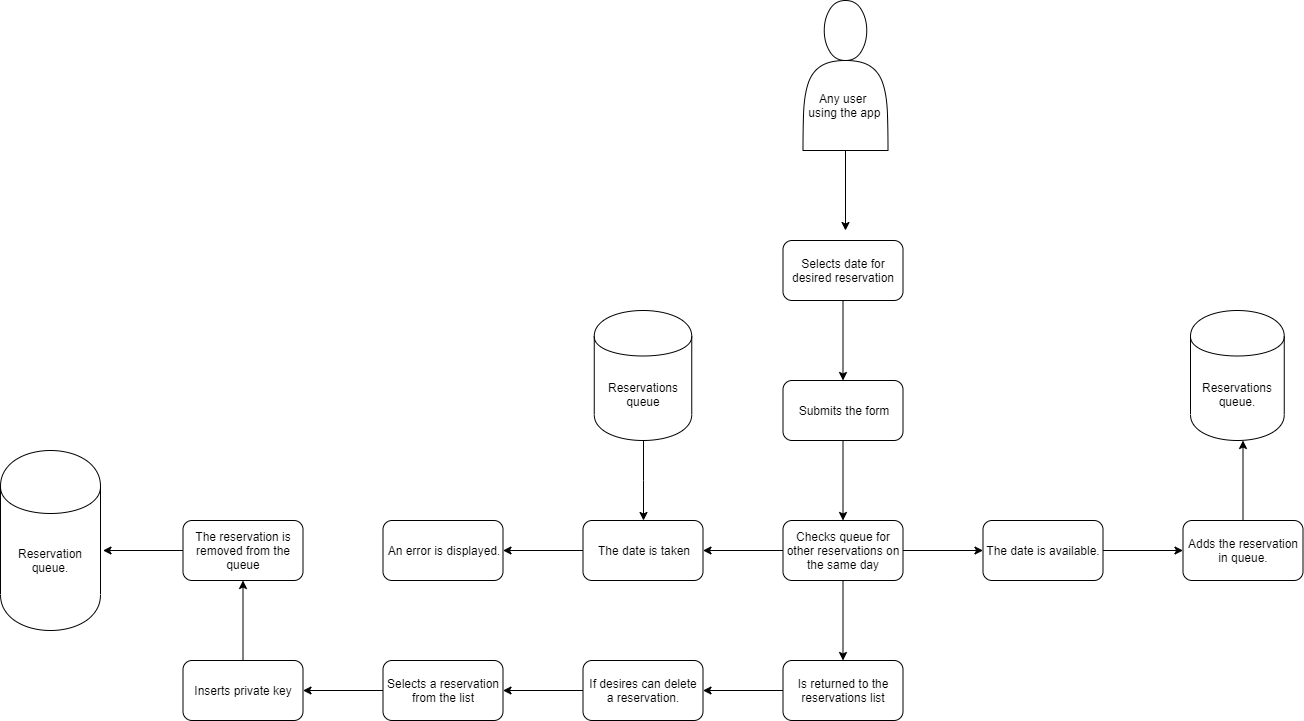 Any user
using the app
Selects date for
desired reservation
Reservations
queue
Reservations
queue.
Submits the form
Reservation
queue.
The reservation is
removed from the
queue
An error is displayed.
The date is taken
Checks queue for
other reservations on
the same day
The date is available.
Adds the reservation
in queue.
Inserts private key
Selects a reservation
from the list
If desires can delete
a reservation.
Is returned to the
reservations list